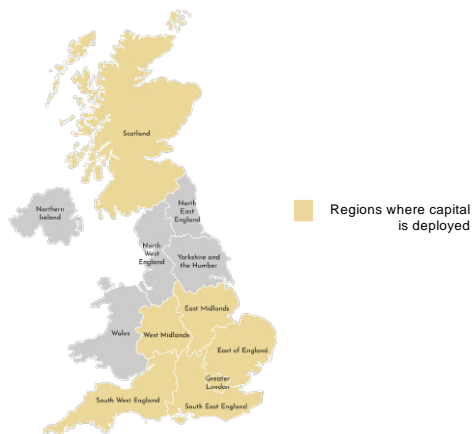 Scotland
Northern
Ireland
North
East
England
North
West
England
Yorkshire and
the Humber
Regions where capital
is deployed
East Midlands
West Midlands
Wales
East of England
Greater
London
South West England
South East England